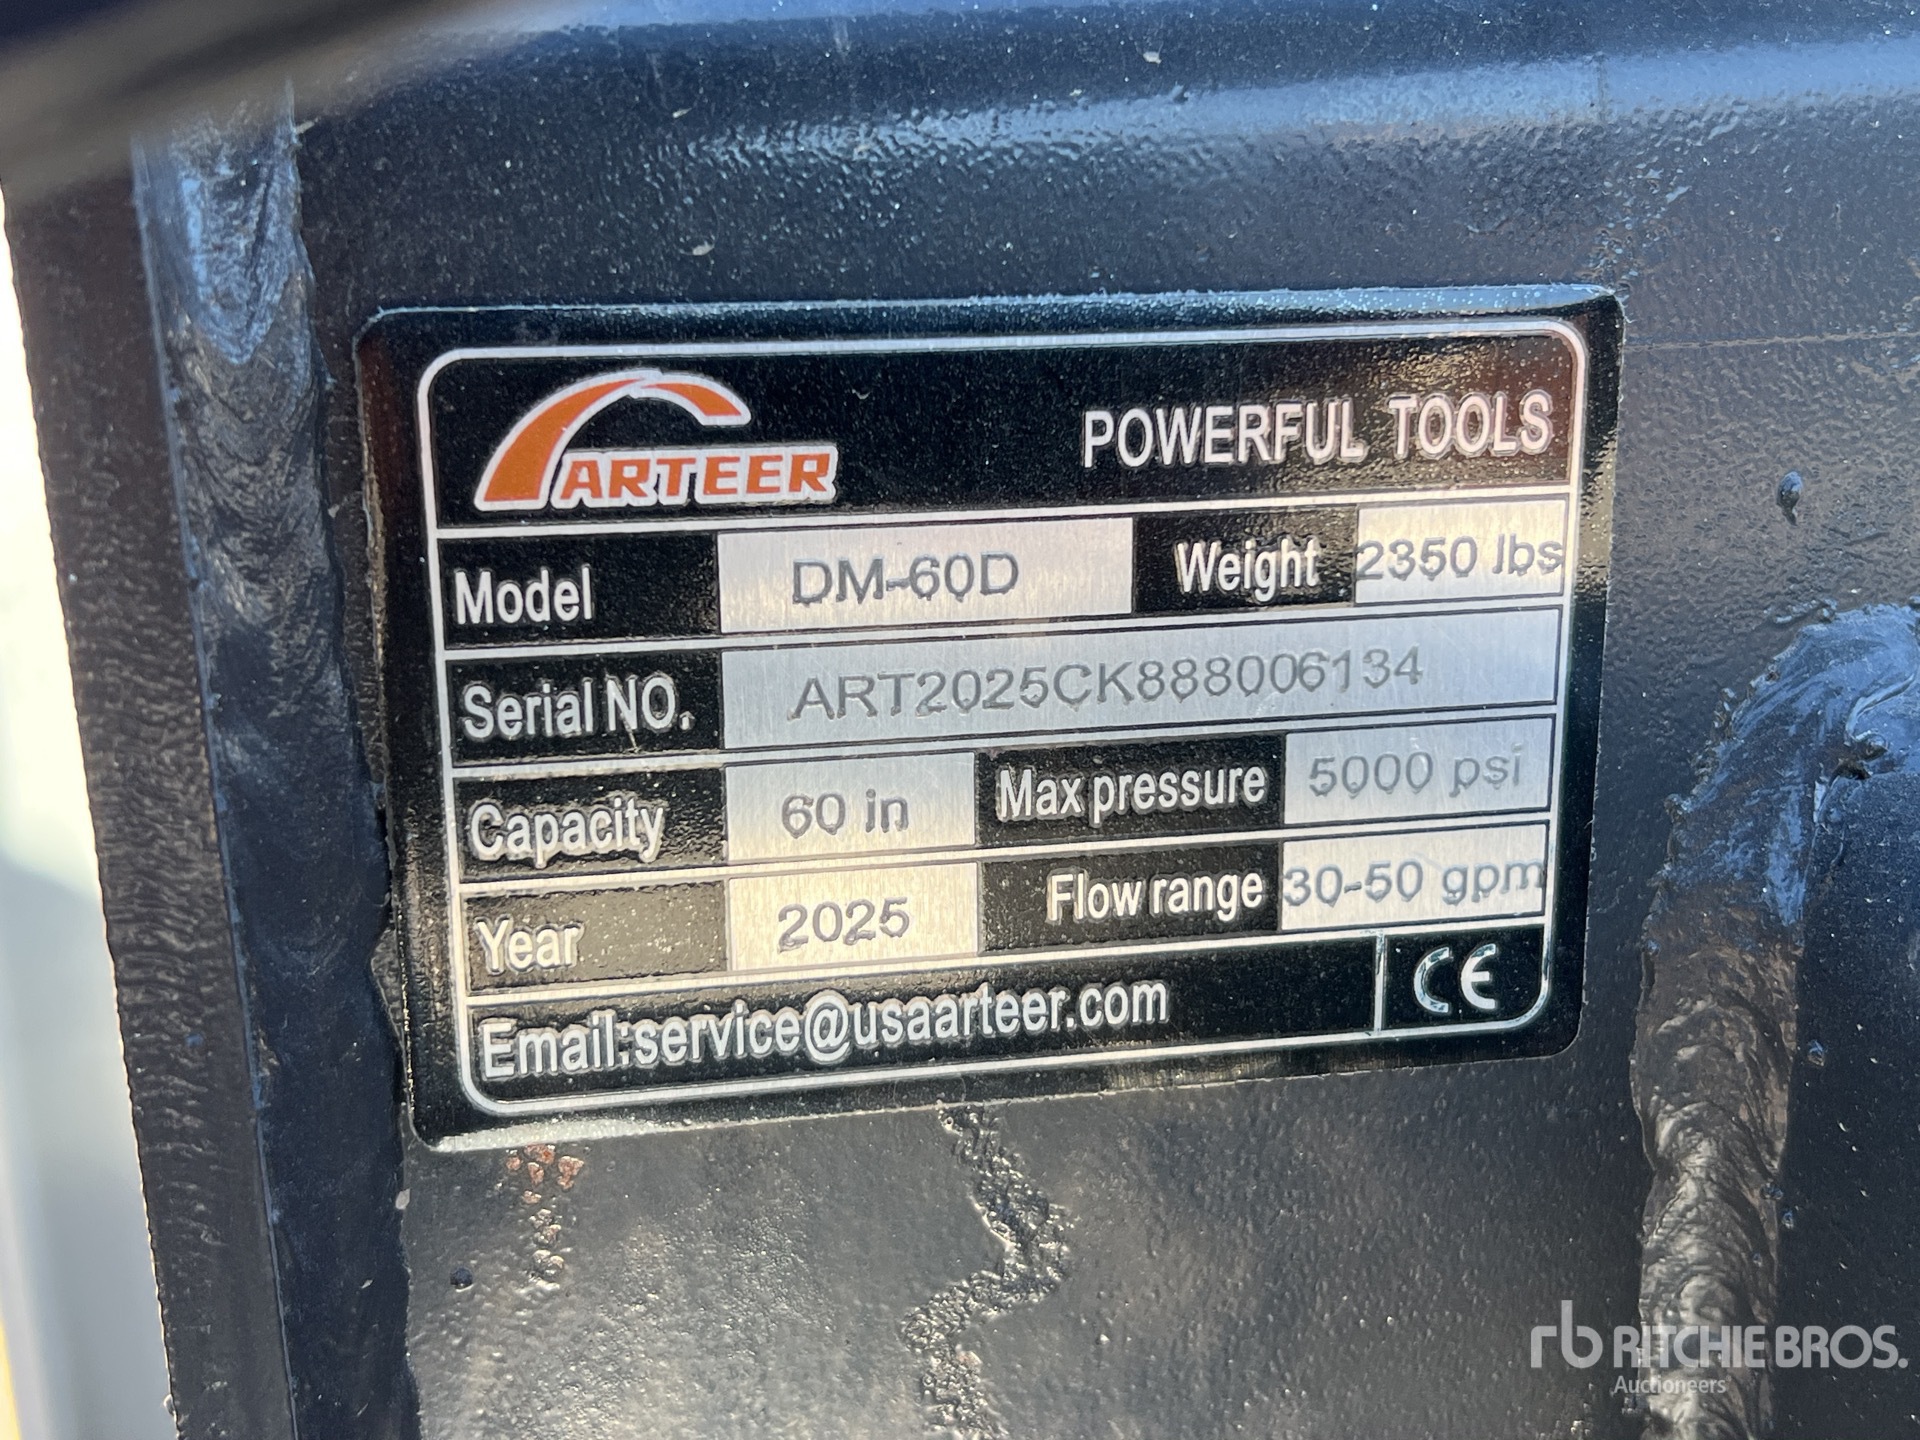 ARTEER POWERFUL TOOLS
Model DM-60D Weight 2350 lbs
Serial NO. ART2025CK888006134
Capacity 60 in Max pressure 5000 psi
Year 2025 Flow range 30-50 gpm
Email:service@usaarteer.com CE
rb RITCHIE BROS.
Auctioneers